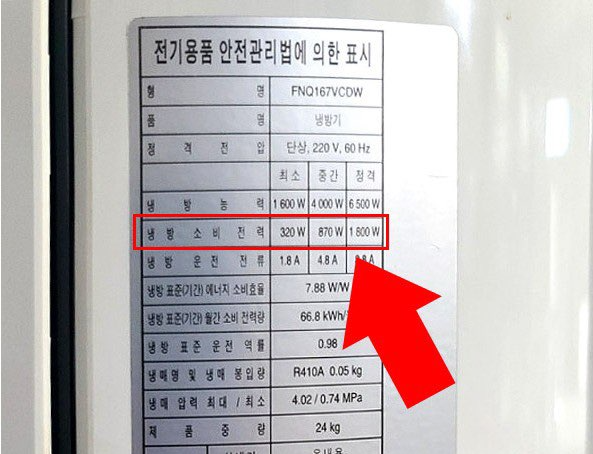 전기용품 안전관리법에 의한 표시
형 명 FNQ167VCDW
품 명 냉방기
정 격 전 압 단상, 220 V, 60 Hz
최 소 중 간 정 격
냉 방 능 력 1 600 W 4 000 W 6 500 W
냉 방 소 비 전 력 320 W 870 W 1 800 W
냉 방 운 전 전 류 1.8 A 4.8 A
냉방 표준(기간) 에너지 소비효율 7.88 W/W
냉방 표준(기간) 월간 소비 전력량 66.8 kWh/
냉 방 표 준 운 전 역 률 0.98
냉매명 및 냉매 봉입량 R410A 0.05 kg
냉매 압력 최대 / 최소 4.02 / 0.74 MPa
제 품 중 량 24 kg